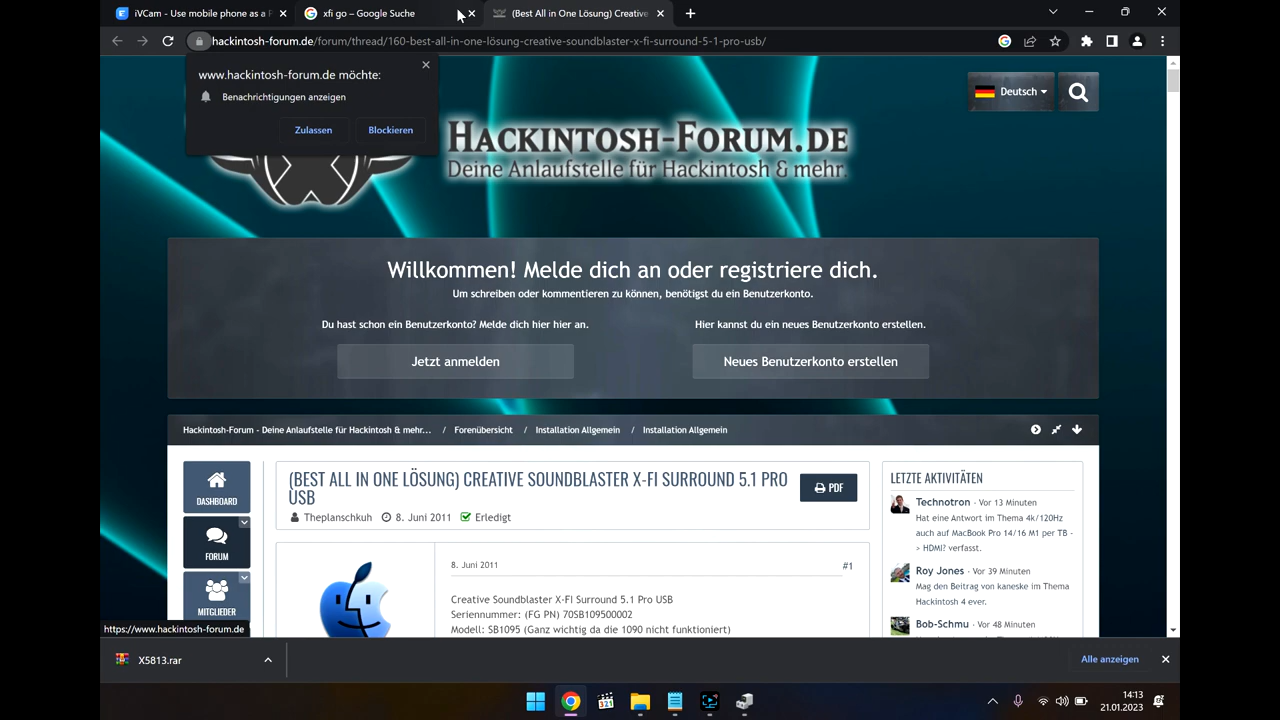 iVCam - Use mobile phone as a P
xfi go – Google Suche
(Best All in One Lösung) Creative
hackintosh-forum.de/forum/thread/160-best-all-in-one-lösung-creative-soundblaster-x-fi-surround-5-1-pro-usb/
www.hackintosh-forum.de möchte:
Benachrichtigungen anzeigen
Zulassen
Blockieren
Deutsch
Hackintosh-Forum.de
Deine Anlaufstelle für Hackintosh & mehr.
Willkommen! Melde dich an oder registriere dich.
Um schreiben oder kommentieren zu können, benötigst du ein Benutzerkonto.
Du hast schon ein Benutzerkonto? Melde dich hier hier an.
Hier kannst du ein neues Benutzerkonto erstellen.
Jetzt anmelden
Neues Benutzerkonto erstellen
Hackintosh-Forum - Deine Anlaufstelle für Hackintosh & mehr... / Forenübersicht / Installation Allgemein / Installation Allgemein
DASHBOARD
FORUM
MITGLIEDER
(BEST ALL IN ONE LÖSUNG) CREATIVE SOUNDBLASTER X-FI SURROUND 5.1 PRO
USB
PDF
Theplanschkuh 8. Juni 2011 Erledigt
8. Juni 2011
#1
Creative Soundblaster X-FI Surround 5.1 Pro USB
Seriennummer: (FG PN) 70SB109500002
Modell: SB1095 (Ganz wichtig da die 1090 nicht funktioniert)
LETZTE AKTIVITÄTEN
Technotron - Vor 13 Minuten
Hat eine Antwort im Thema 4k/120Hz
auch auf MacBook Pro 14/16 M1 per TB -
> HDMI? verfasst.
Roy Jones - Vor 39 Minuten
Mag den Beitrag von kaneske im Thema
Hackintosh 4 ever.
Bob-Schmu - Vor 48 Minuten
https://www.hackintosh-forum.de
X5813.rar
Alle anzeigen
321
14:13
21.01.2023